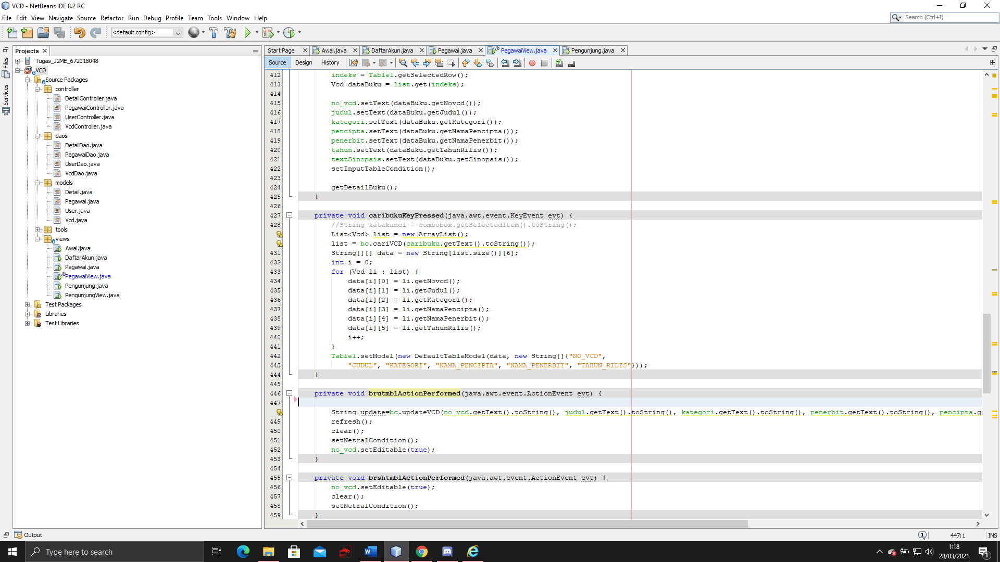 VCD - NetBeans IDE 8.2 RC
File Edit View Navigate Source Refactor Run Debug Profile Team Tools Window Help
Search (Ctrl+I)
<default config>
Projects
Files
Services
Tugas_J2ME_672018048
VCD
Source Packages
controller
DetailController.java
PegawaiController.java
UserController.java
VcdController.java
daos
DetailDao.java
PegawaiDao.java
UserDao.java
VcdDao.java
models
Detail.java
Pegawai.java
User.java
Vcd.java
tools
views
Awal.java
DaftarAkun.java
Pegawai.java
PegawaiView.java
Pengunjung.java
PengunjungView.java
Test Packages
Libraries
Test Libraries
Start Page Awal.java DaftarAkun.java Pegawai.java PegawaiView.java Pengunjung.java
Source Design History
412 indeks = Table1.getSelectedRow();
413 Vcd dataBuku = list.get(indeks);
414
415 no_vcd.setText(dataBuku.getNovcd());
416 judul.setText(dataBuku.getJudul());
417 kategori.setText(dataBuku.getKategori());
418 pencipta.setText(dataBuku.getNamaPencipta());
419 penerbit.setText(dataBuku.getNamaPenerbit());
420 tahun.setText(dataBuku.getTahunRilis());
421 textSinopsis.setText(dataBuku.getSinopsis());
422 setInputTableCondition();
423
424 getDetailBuku();
425 }
426
427 private void caribukuKeyPressed(java.awt.event.KeyEvent evt) {
428 //String katakunci = combobox.getSelectedItem().toString();
List<Vcd> list = new ArrayList();
list = bc.cariVCD(caribuku.getText().toString());
431 String[][] data = new String[list.size()][6];
432 int i = 0;
433 for (Vcd li : list) {
434 data[i][0] = li.getNovcd();
435 data[i][1] = li.getJudul();
436 data[i][2] = li.getKategori();
437 data[i][3] = li.getNamaPencipta();
438 data[i][4] = li.getNamaPenerbit();
439 data[i][5] = li.getTahunRilis();
440 i++;
441 }
442 Table1.setModel(new DefaultTableModel(data, new String[]{"NO_VCD",
443 "JUDUL", "KATEGORI", "NAMA_PENCIPTA", "NAMA_PENERBIT", "TAHUN_RILIS"}));
444 }
445
446 private void brutmblActionPerformed(java.awt.event.ActionEvent evt) {
447
String update=bc.updateVCD(no_vcd.getText().toString(), judul.getText().toString(), kategori.getText().toString(), penerbit.getText().toString(), pencipta.g
449 refresh();
450 clear();
451 setNetralCondition();
452 no_vcd.setEditable(true);
453 }
454
455 private void brshtmblActionPerformed(java.awt.event.ActionEvent evt) {
456 no_vcd.setEditable(true);
457 clear();
458 setNetralCondition();
459 }
Output
1
447:1
INS
Type here to search
1:18
28/03/2021
1